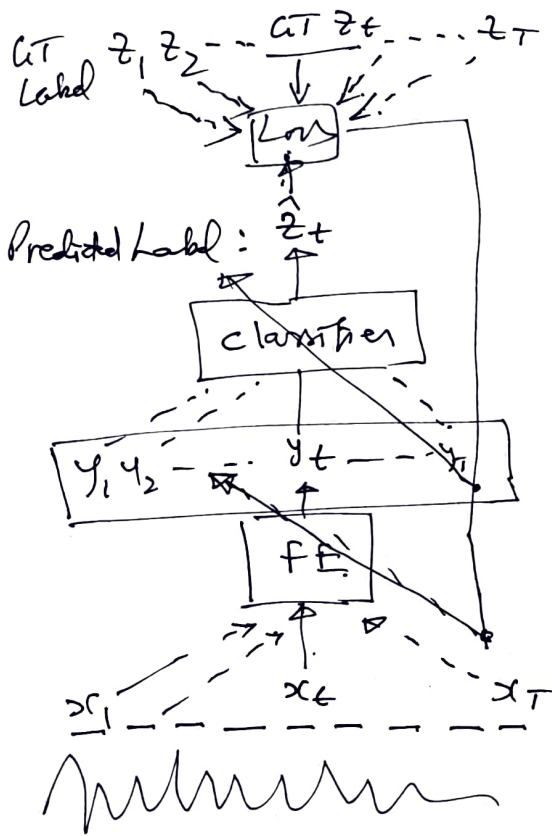 GT Label z1 z2 -- GT zt ---- zT
Loss
Predicted Label : ẑt
classifier
y1 y2 -- - yt -- -- yT
FE
x1 xt xT